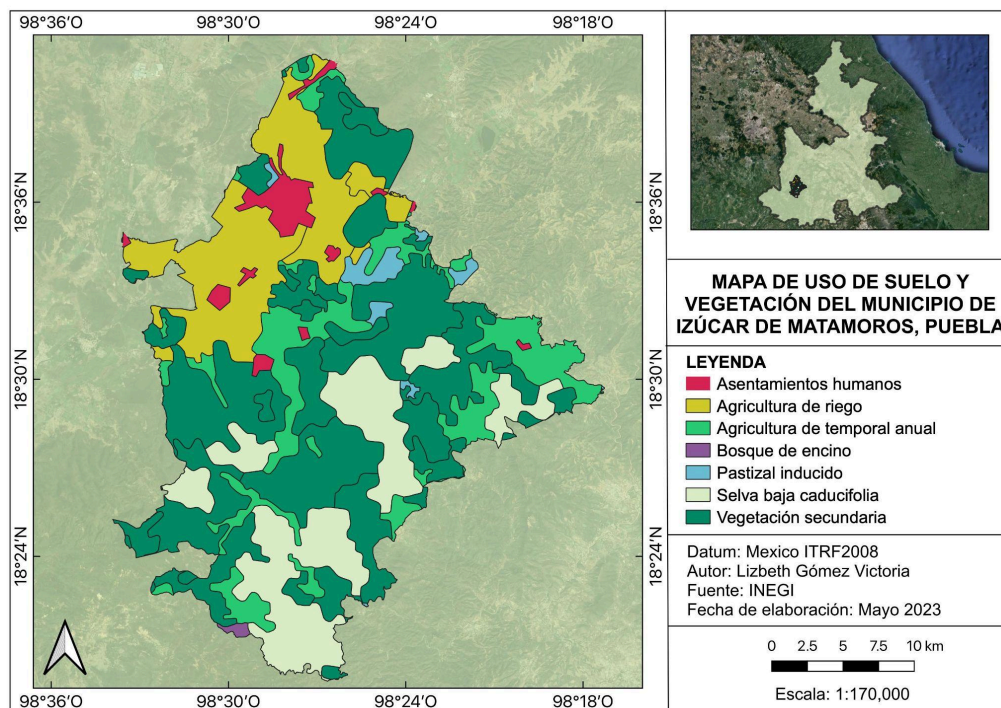 98°36′O 98°30′O 98°24′O 98°18′O
18°36′N 18°36′N
18°30′N 18°30′N
18°24′N 18°24′N
98°36′O 98°30′O 98°24′O 98°18′O
MAPA DE USO DE SUELO Y
VEGETACIÓN DEL MUNICIPIO DE
IZÚCAR DE MATAMOROS, PUEBLA
LEYENDA
Asentamientos humanos
Agricultura de riego
Agricultura de temporal anual
Bosque de encino
Pastizal inducido
Selva baja caducifolia
Vegetación secundaria
Datum: Mexico ITRF2008
Autor: Lizbeth Gómez Victoria
Fuente: INEGI
Fecha de elaboración: Mayo 2023
0 2.5 5 7.5 10 km
Escala: 1:170,000